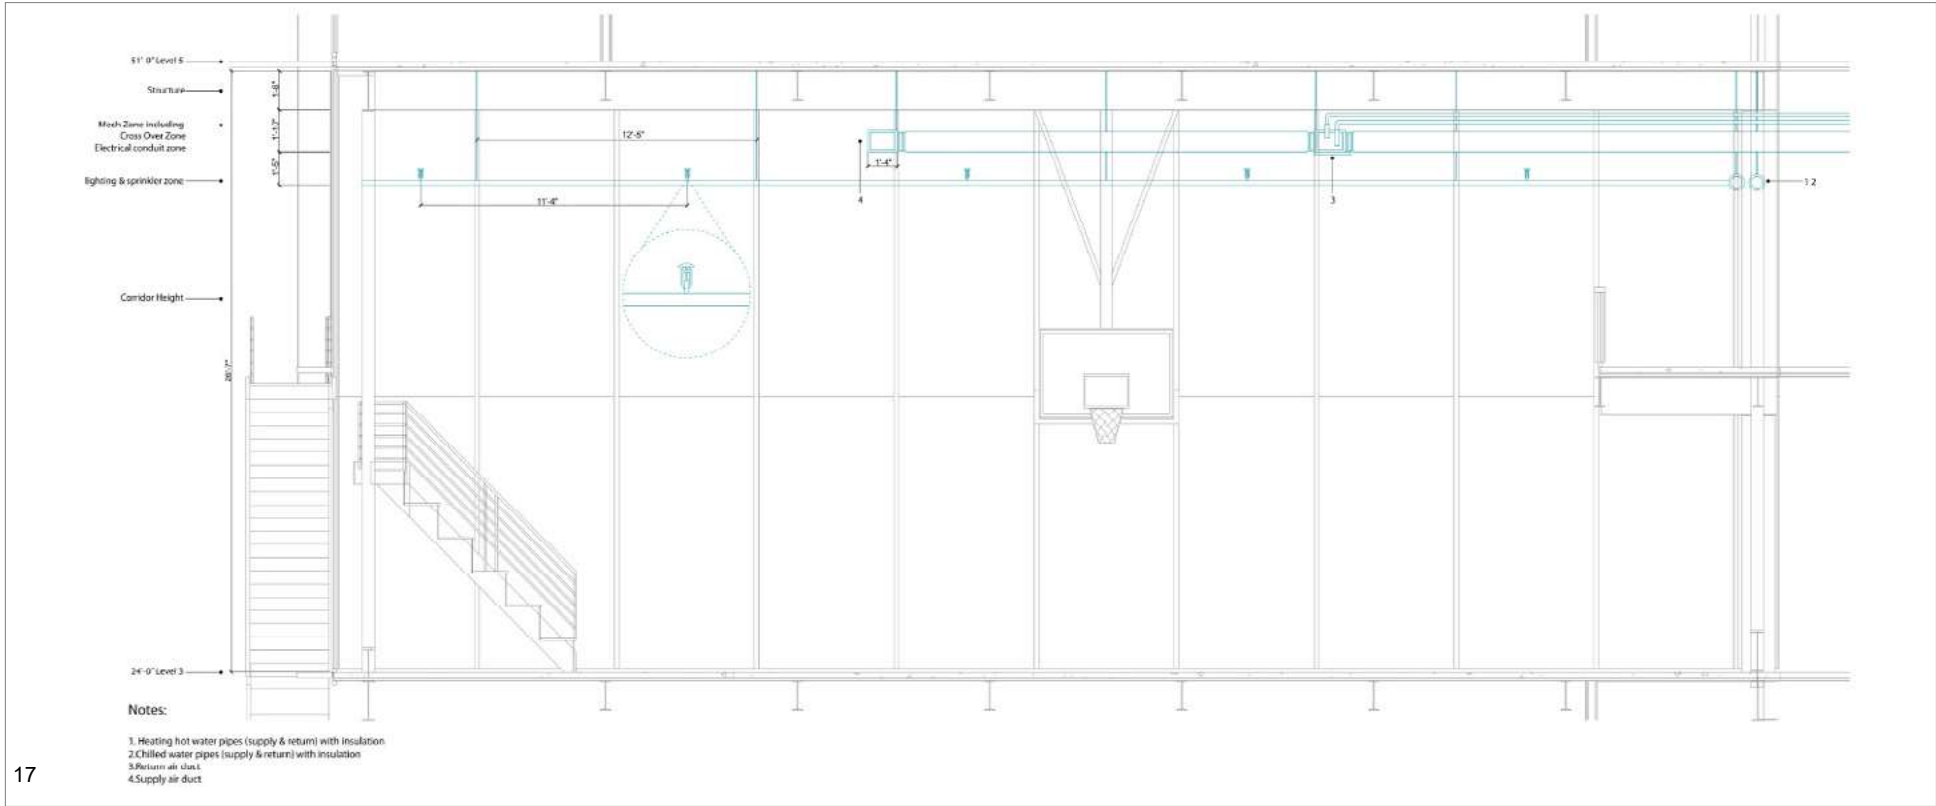 51'-0" Level 5
Structure
1'-8"
Mech Zone including
Cross Over Zone
Electrical conduit zone
12'-5"
1'-4"
1'-5"
lighting & sprinkler zone
11'-4"
4
3
1 2
Corridor Height
26'-7"
24'-0" Level 3
Notes:
1. Heating hot water pipes (supply & return) with insulation
2.Chilled water pipes (supply & return) with insulation
3.Return air duct
4.Supply air duct
17